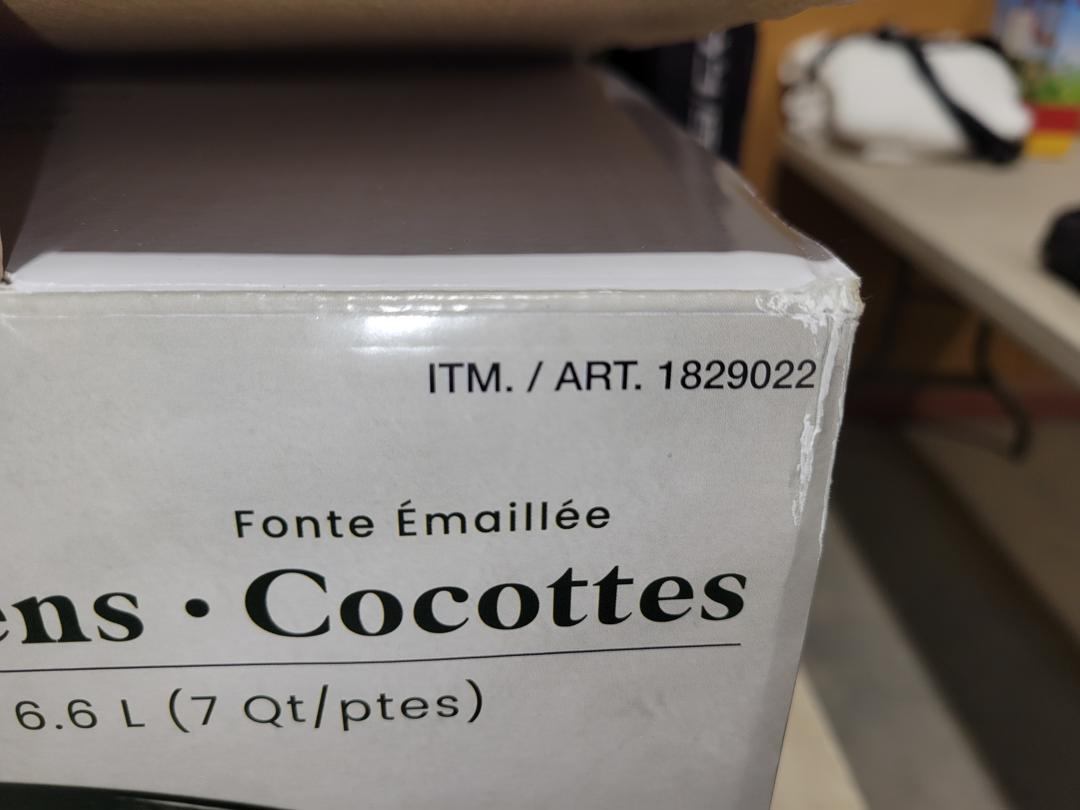 ITM. / ART. 1829022
Fonte Émaillée
ens • Cocottes
6.6 L (7 Qt/ptes)